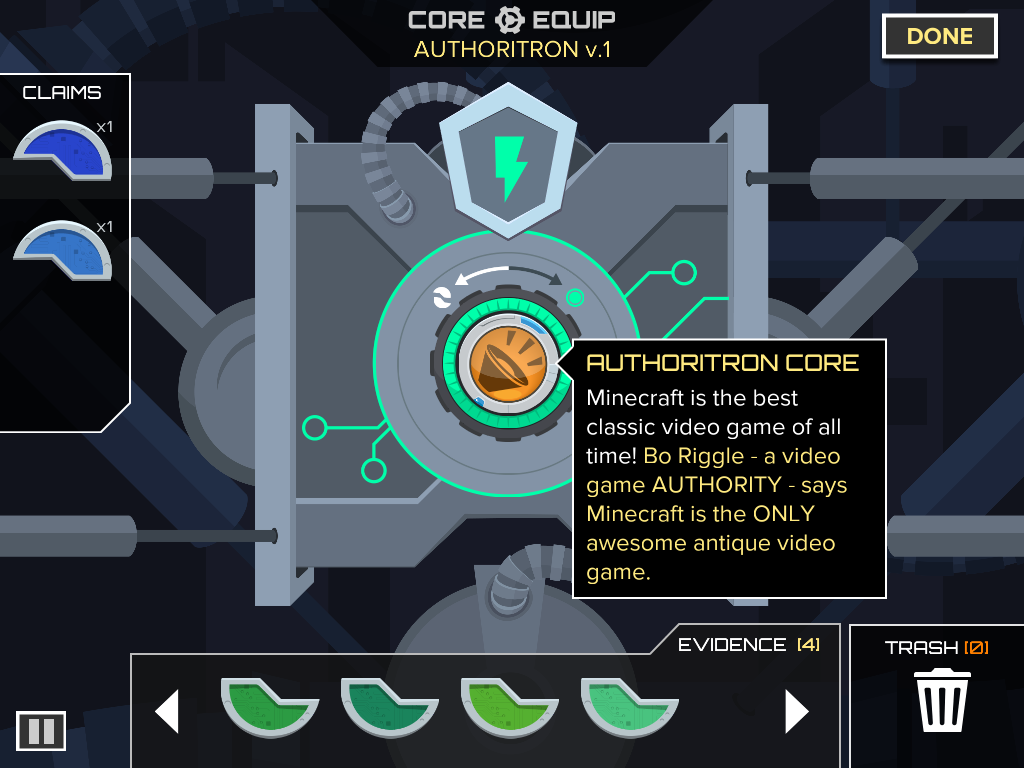 CORE EQUIP
AUTHORITRON v.1
DONE
CLAIMS
x1
x1
AUTHORITRON CORE
Minecraft is the best
classic video game of all
time! Bo Riggle - a video
game AUTHORITY - says
Minecraft is the ONLY
awesome antique video
game.
EVIDENCE [4]
TRASH [0]